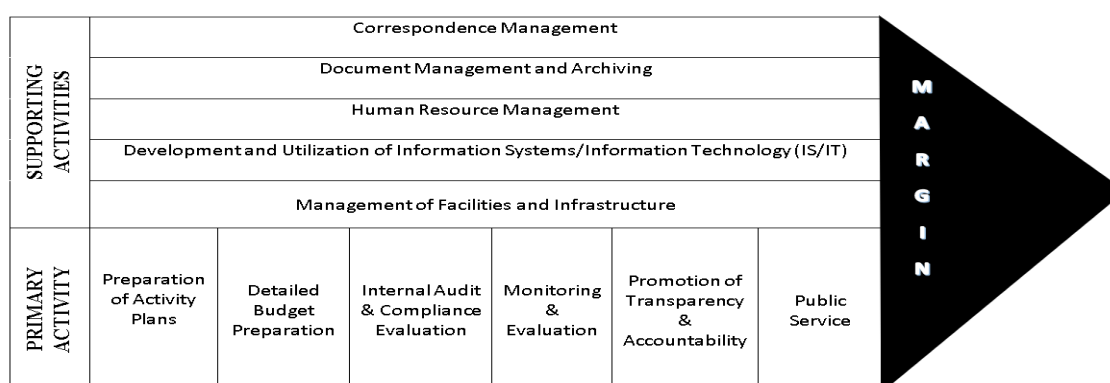 SUPPORTING
ACTIVITIES
Correspondence Management
Document Management and Archiving
Human Resource Management
Development and Utilization of Information Systems/Information Technology (IS/IT)
Management of Facilities and Infrastructure
PRIMARY
ACTIVITY
Preparation
of Activity
Plans
Detailed
Budget
Preparation
Internal Audit
& Compliance
Evaluation
Monitoring
&
Evaluation
Promotion of
Transparency
&
Accountability
Public
Service
MARGIN